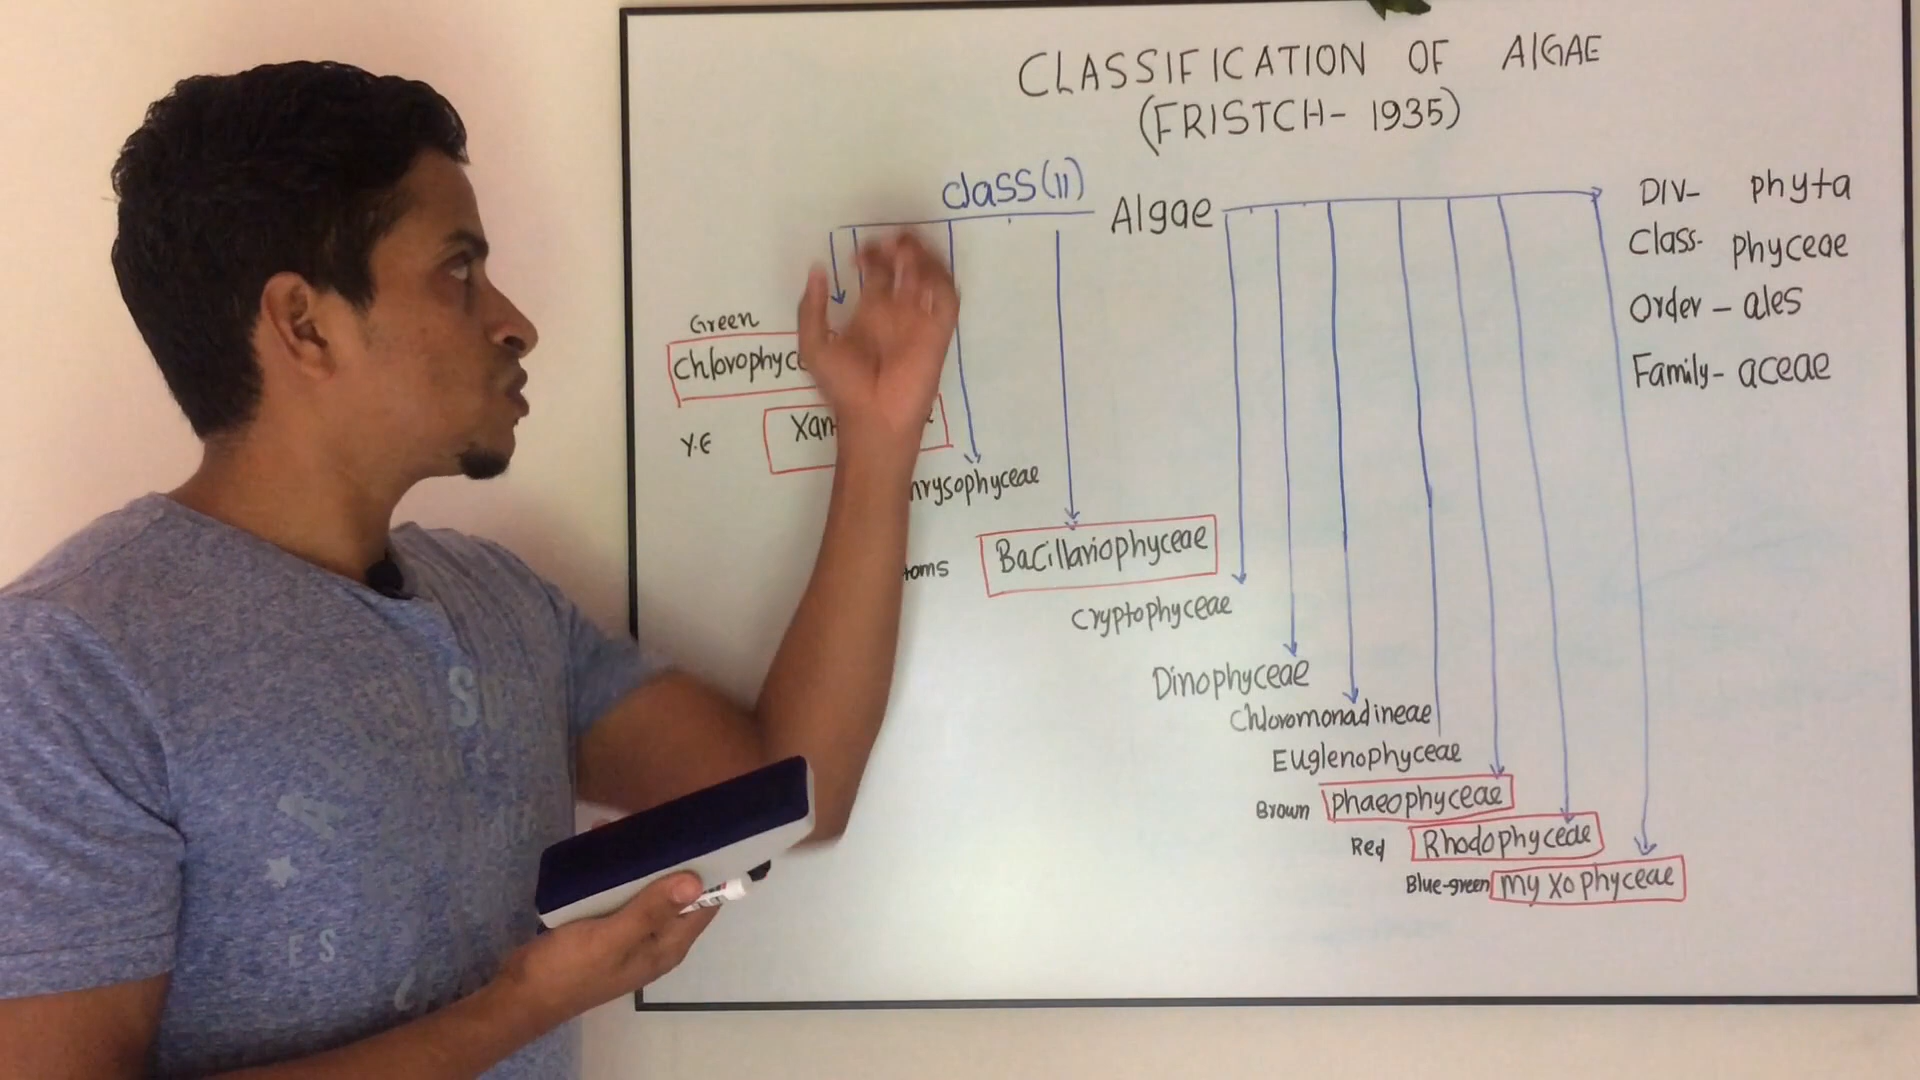 CLASSIFICATION OF AlGAE
(FRISTCH- 1935)
class(11)
Algae
DIV- phyta
Class- phyceae
Order - ales
Family- aceae
Green
Y.E
Bacillariophyceae
Cryptophyceae
Dinophyceae
Chloromonadineae
Euglenophyceae
Brown phaeophyceae
Red Rhodophyceae
Blue-green myxophyceae
ES